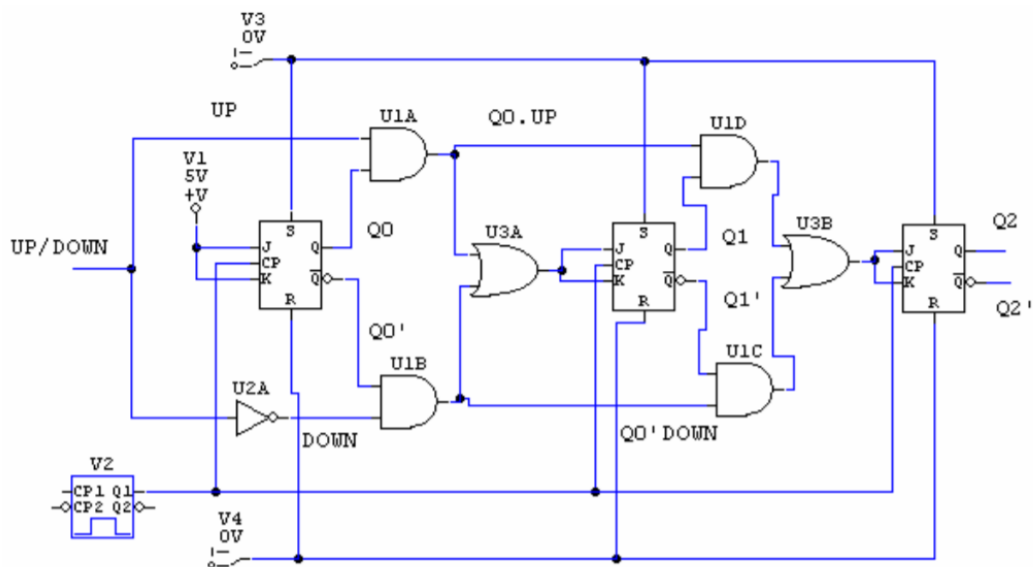 V3
0V
UP
U1A
Q0.UP
U1D
V1
5V
+V
UP/DOWN
J
CP
K
S
R
Q
Q
Q0
U3A
J
CP
K
S
R
Q
Q
Q1
U3B
J
CP
K
S
R
Q
Q
Q2
Q0'
Q1'
Q2'
U1B
U1C
U2A
DOWN
Q0'DOWN
V2
CP1 Q1
CP2 Q2
V4
0V